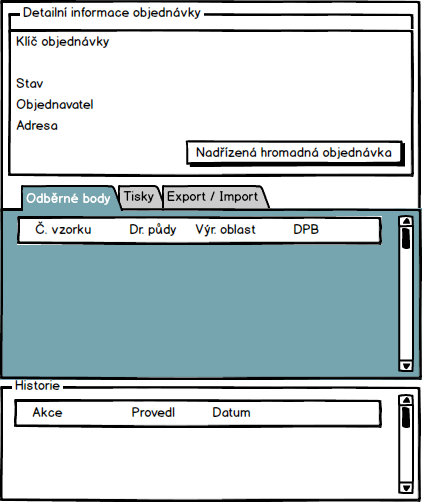 Detailní informace objednávky
Klíč objednávky
Stav
Objednavatel
Adresa
Nadřízená hromadná objednávka
Odběrné body Tisky Export / Import
Č. vzorku Dr. půdy Výr. oblast DPB
Historie
Akce Provedl Datum